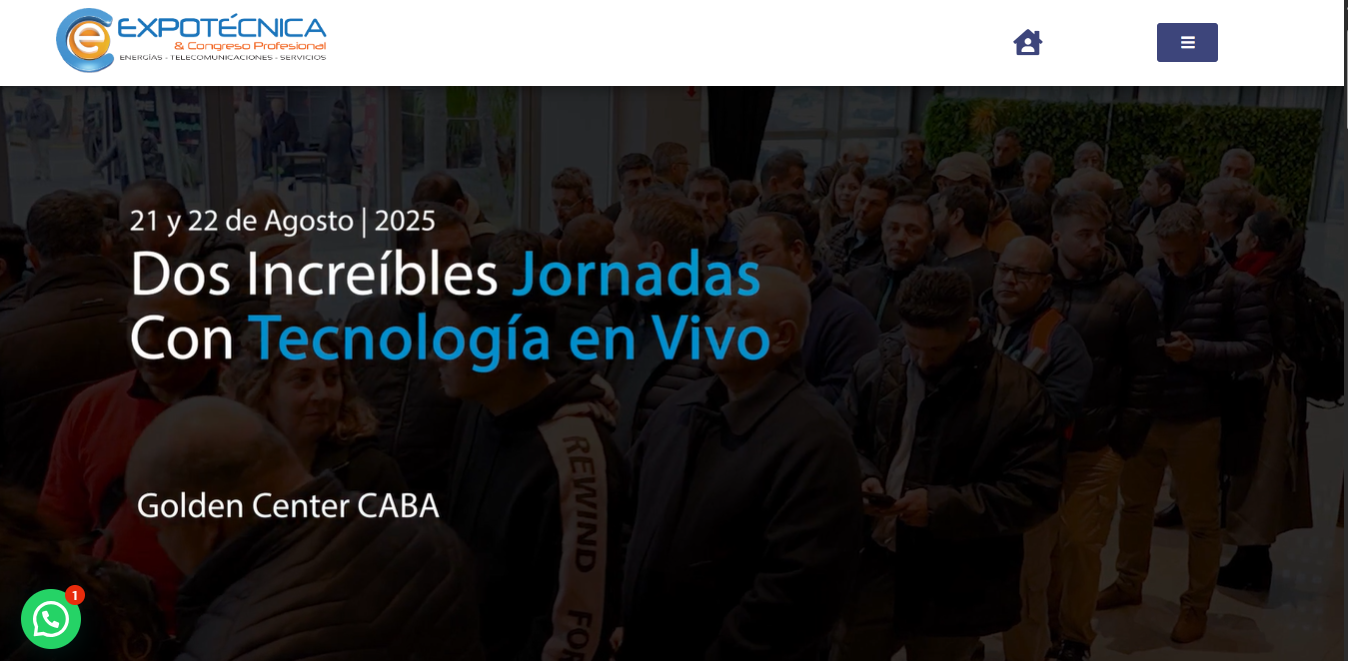 EXPOTÉCNICA
& Congreso Profesional
ENERGÍAS - TELECOMUNICACIONES - SERVICIOS
21 y 22 de Agosto | 2025
Dos Increíbles Jornadas
Con Tecnología en Vivo
REWIND FOR
Golden Center CABA
1